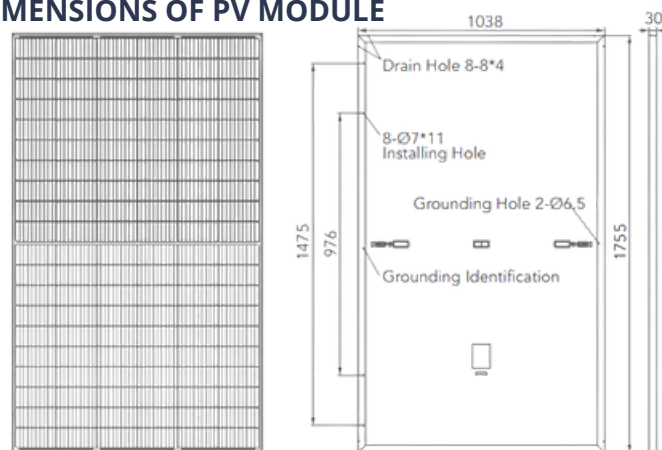 MENSIONS OF PV MODULE
1038
30
Drain Hole 8-8*4
8-Ø7*11
Installing Hole
Grounding Hole 2-Ø6.5
1475
976
1755
Grounding Identification